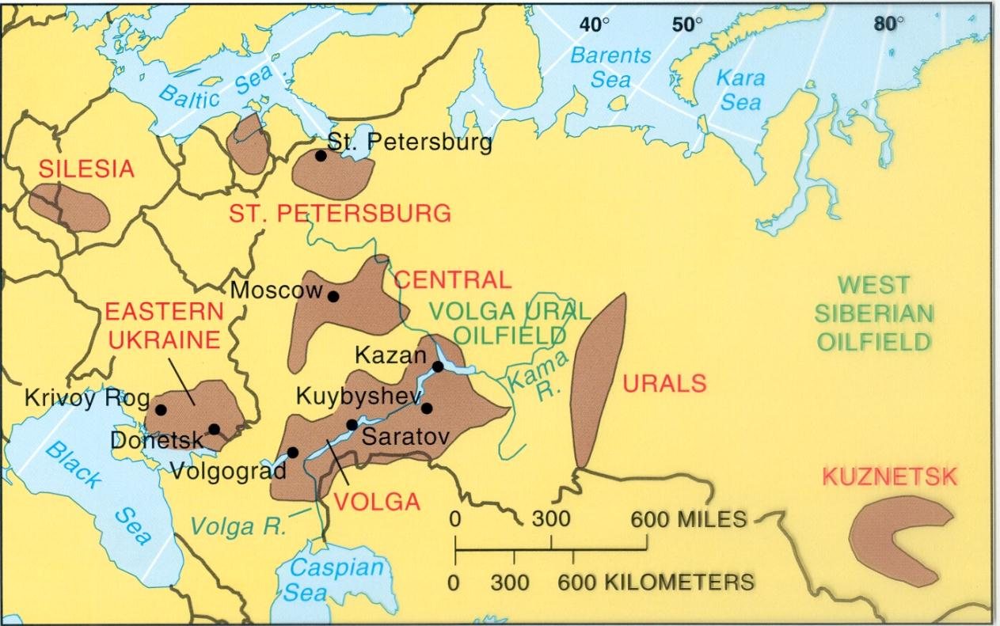 40°
50°
80°
Barents
Sea
Kara
Sea
Baltic Sea
St. Petersburg
SILESIA
ST. PETERSBURG
Moscow
CENTRAL
WEST
SIBERIAN
OILFIELD
EASTERN
UKRAINE
VOLGA URAL
OILFIELD
Kazan
Kama
R.
URALS
Krivoy Rog
Kuybyshev
Donetsk
Saratov
Volgograd
Black
Sea
VOLGA
Volga R.
KUZNETSK
0 300 600 MILES
0 300 600 KILOMETERS
Caspian
Sea